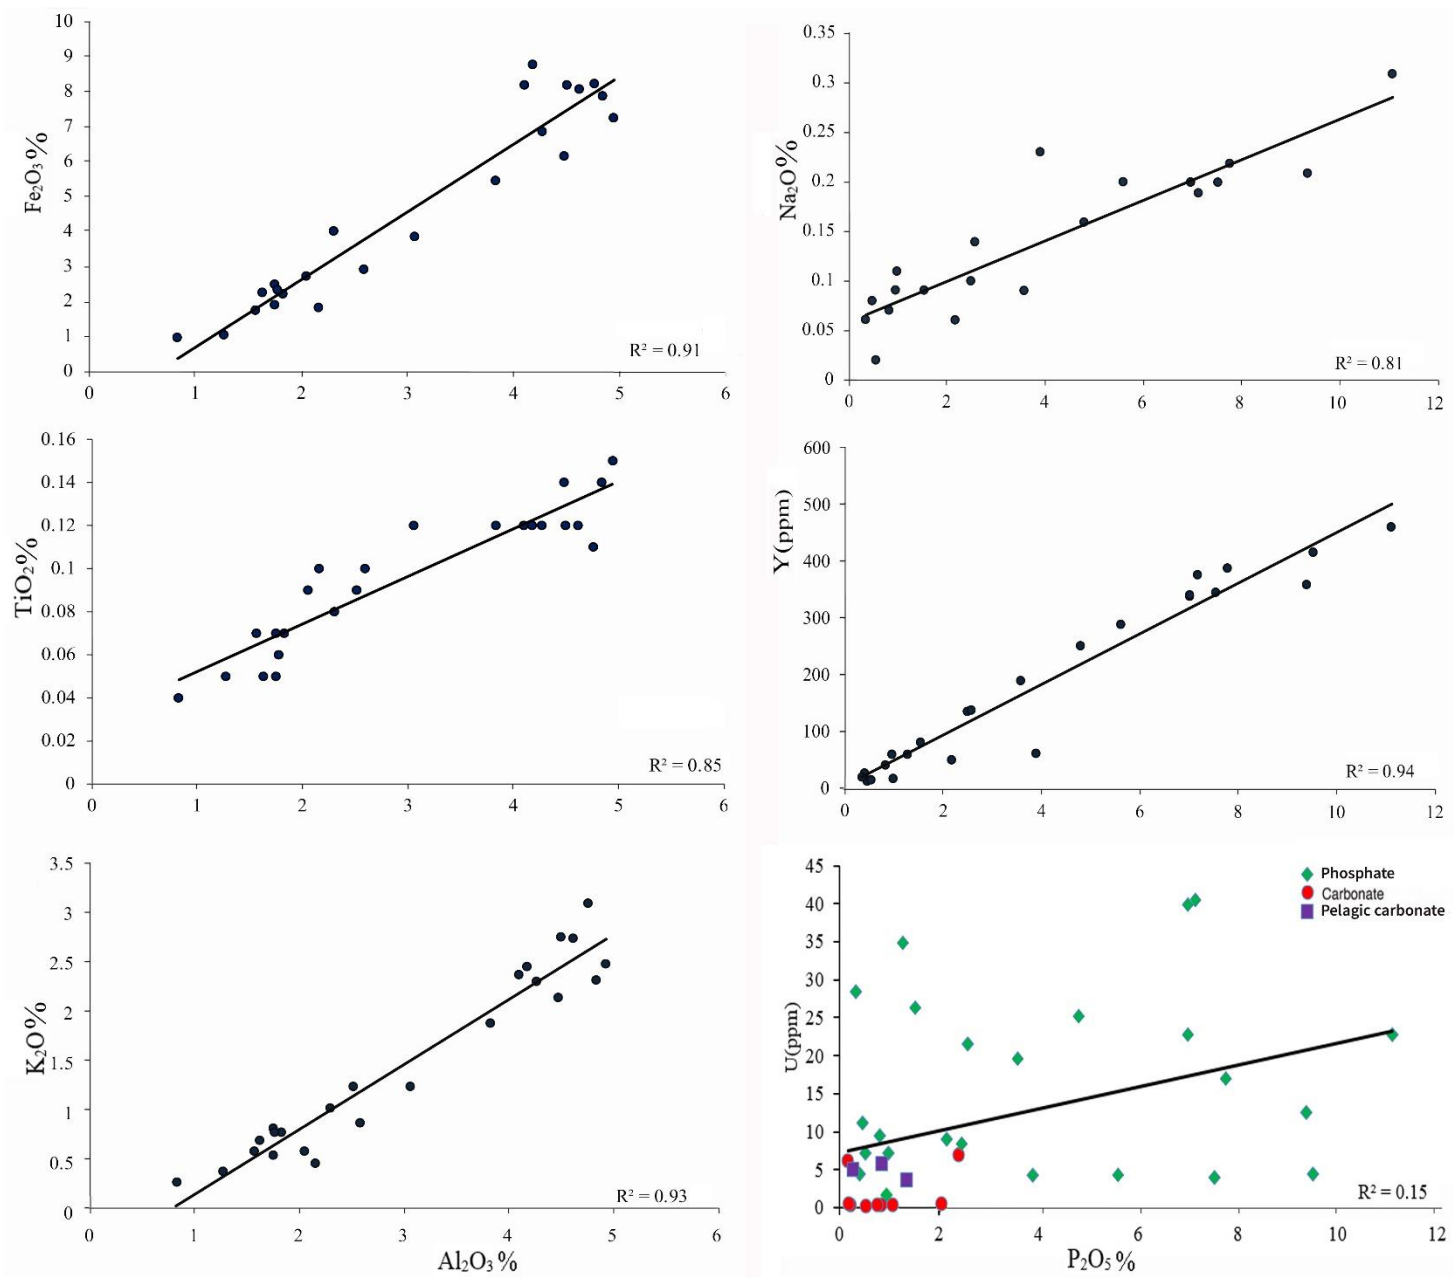 10
9
8
7
6
5
4
3
2
1
0
Fe₂O₃%
R² = 0.91
0 1 2 3 4 5 6
0.35
0.3
0.25
0.2
0.15
0.1
0.05
0
Na₂O%
R² = 0.81
0 2 4 6 8 10 12
0.16
0.14
0.12
0.1
0.08
0.06
0.04
0.02
0
TiO₂%
R² = 0.85
0 1 2 3 4 5 6
600
500
400
300
200
100
0
Y(ppm)
R² = 0.94
0 2 4 6 8 10 12
3.5
3
2.5
2
1.5
1
0.5
0
K₂O%
R² = 0.93
0 1 2 3 4 5 6
Al₂O₃%
45
40
35
30
25
20
15
10
5
0
U(ppm)
Phosphate
Carbonate
Pelagic carbonate
R² = 0.15
0 2 4 6 8 10 12
P₂O₅%